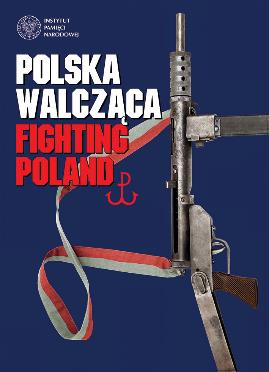 INSTYTUT
PAMIĘCI
NARODOWEJ
POLSKA
WALCZĄCA
FIGHTING
POLAND